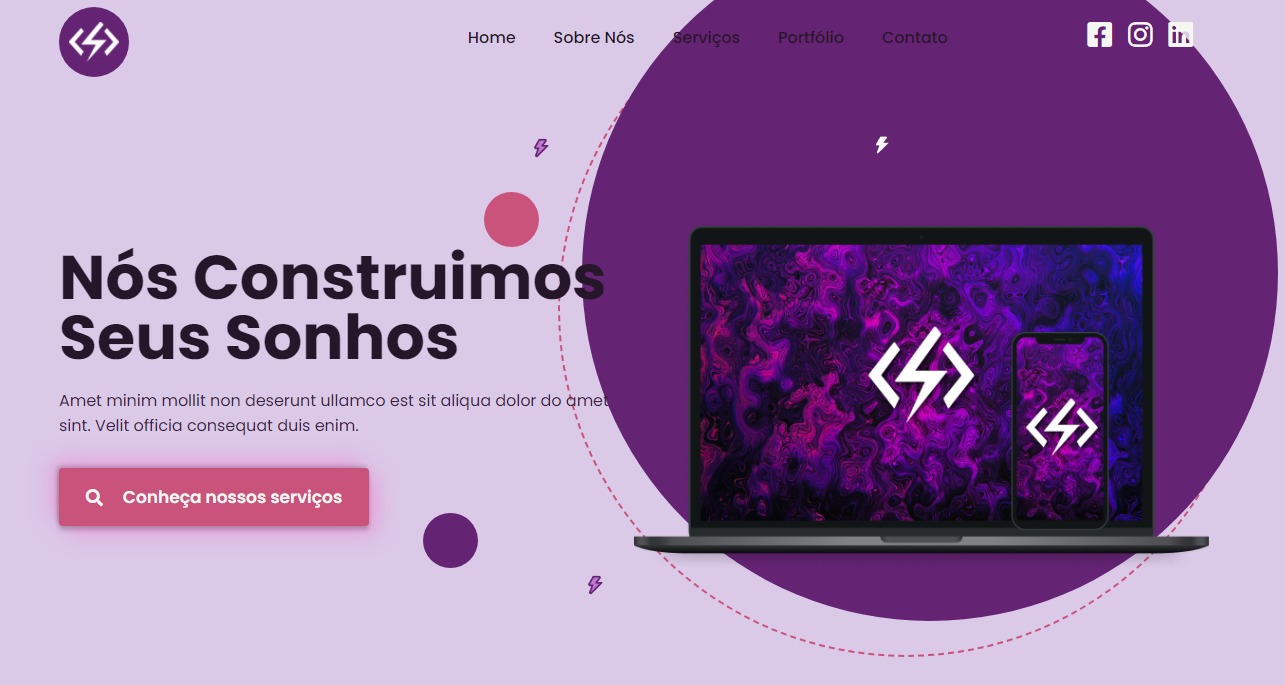 Home Sobre Nós Serviços Portfólio Contato
Nós Construimos
Seus Sonhos
Amet minim mollit non deserunt ullamco est sit aliqua dolor do amet
sint. Velit officia consequat duis enim.
Conheça nossos serviços